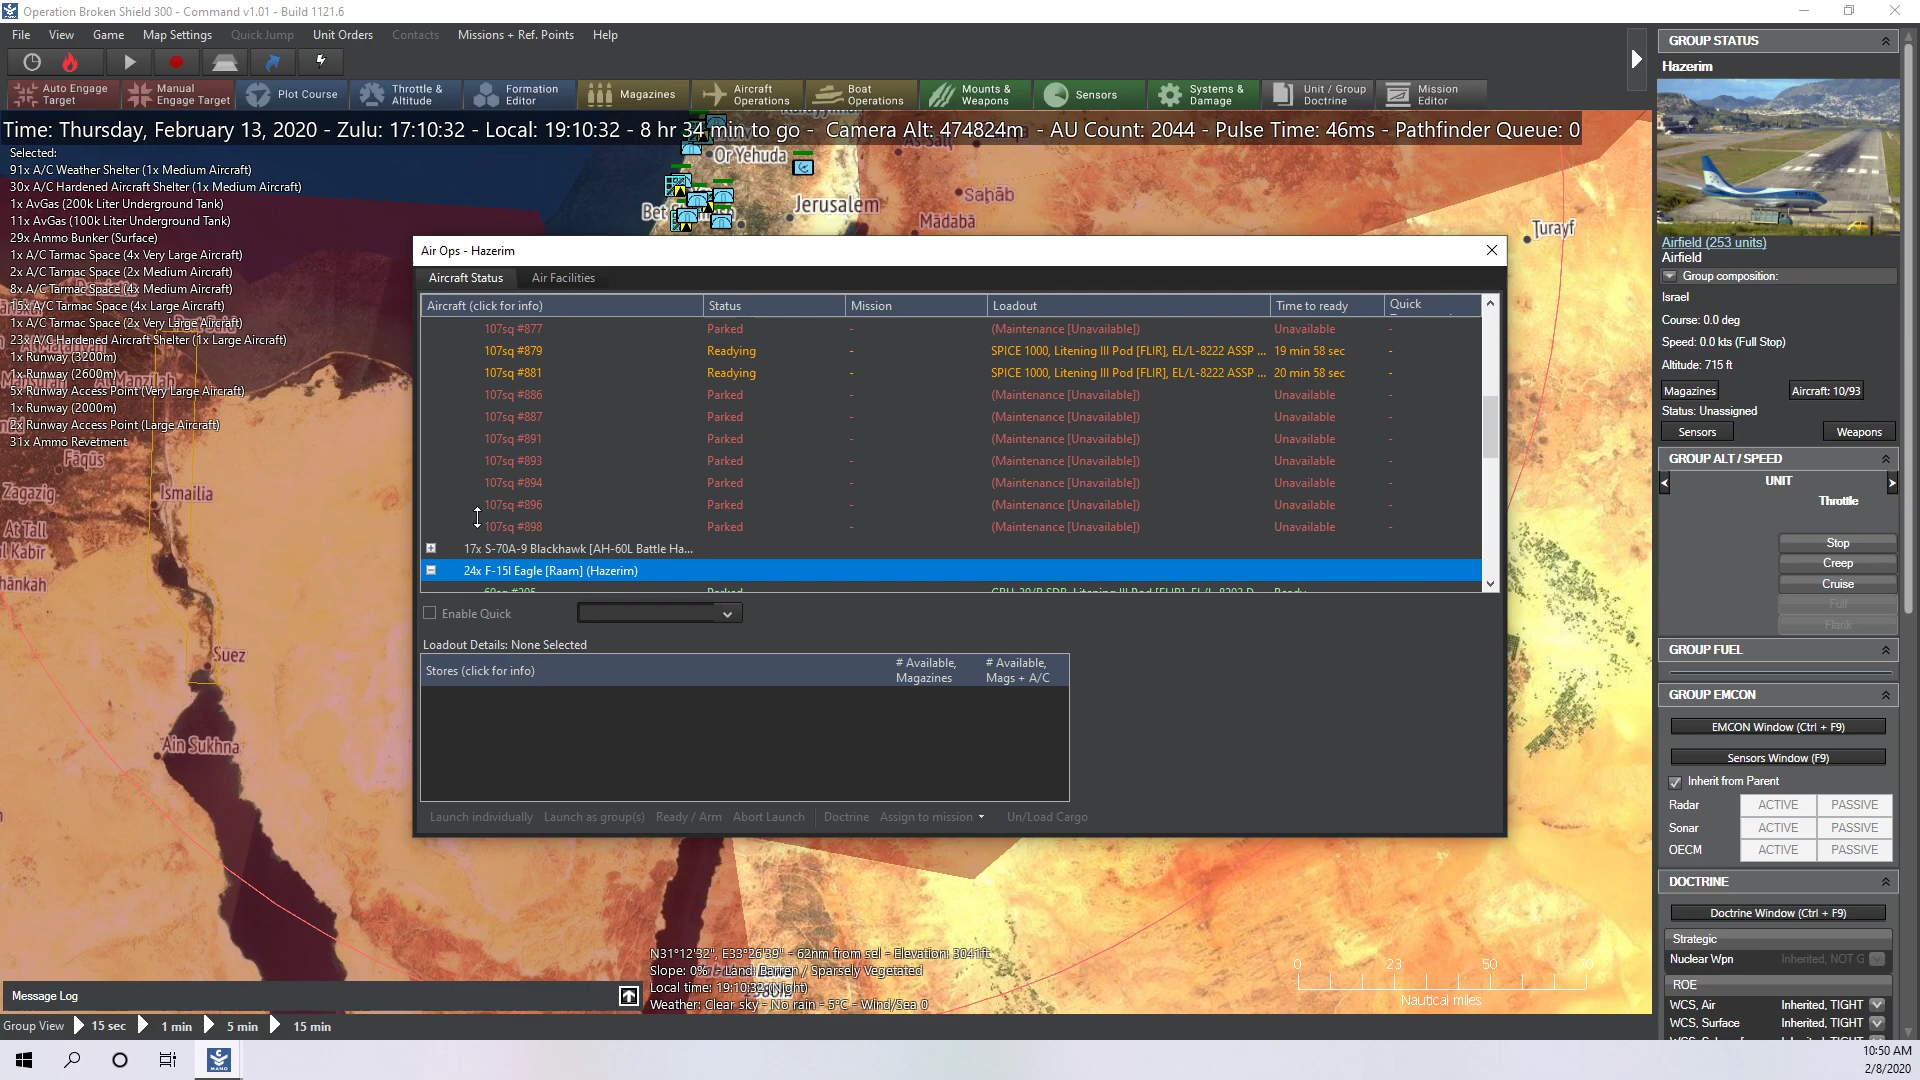 Operation Broken Shield 300 - Command v1.01 - Build 1121.6
File View Game Map Settings Quick Jump Unit Orders Contacts Missions + Ref. Points Help
Auto Engage Target
Manual Engage Target
Plot Course
Throttle & Altitude
Formation Editor
Magazines
Aircraft Operations
Boat Operations
Mounts & Weapons
Sensors
Systems & Damage
Unit / Group Doctrine
Mission Editor
Time: Thursday, February 13, 2020 - Zulu: 17:10:32 - Local: 19:10:32 - 8 hr 34 min to go - Camera Alt: 474824m - AU Count: 2044 - Pulse Time: 46ms - Pathfinder Queue: 0
Selected:
91x A/C Weather Shelter (1x Medium Aircraft)
30x A/C Hardened Aircraft Shelter (1x Medium Aircraft)
1x AvGas (200k Liter Underground Tank)
11x AvGas (100k Liter Underground Tank)
29x Ammo Bunker (Surface)
1x A/C Tarmac Space (4x Very Large Aircraft)
2x A/C Tarmac Space (2x Medium Aircraft)
8x A/C Tarmac Space (4x Medium Aircraft)
15x A/C Tarmac Space (4x Large Aircraft)
1x A/C Tarmac Space (2x Very Large Aircraft)
23x A/C Hardened Aircraft Shelter (1x Large Aircraft)
1x Runway (3200m)
1x Runway (2600m)
5x Runway Access Point (Very Large Aircraft)
1x Runway (2000m)
2x Runway Access Point (Large Aircraft)
31x Ammo Revetment
Or Yehuda
Jerusalem
Saḥāb
Mādabā
Turayf
Fāqūs
Zagazig
Ismailia
At Tall
l Kabīr
hānkah
Suez
Ain Sukhna
Air Ops - Hazerim
Aircraft Status Air Facilities
Aircraft (click for info) Status Mission Loadout Time to ready Quick
107sq #877 Parked - (Maintenance [Unavailable]) Unavailable -
107sq #879 Readying - SPICE 1000, Litening III Pod [FLIR], EL/L-8222 ASSP ... 19 min 58 sec -
107sq #881 Readying - SPICE 1000, Litening III Pod [FLIR], EL/L-8222 ASSP ... 20 min 58 sec -
107sq #886 Parked - (Maintenance [Unavailable]) Unavailable -
107sq #887 Parked - (Maintenance [Unavailable]) Unavailable -
107sq #891 Parked - (Maintenance [Unavailable]) Unavailable -
107sq #893 Parked - (Maintenance [Unavailable]) Unavailable -
107sq #894 Parked - (Maintenance [Unavailable]) Unavailable -
107sq #896 Parked - (Maintenance [Unavailable]) Unavailable -
107sq #898 Parked - (Maintenance [Unavailable]) Unavailable -
17x S-70A-9 Blackhawk [AH-60L Battle Ha...
24x F-15I Eagle [Raam] (Hazerim)
Enable Quick
Loadout Details: None Selected
Stores (click for info) # Available, Magazines # Available, Mags + A/C
Launch individually Launch as group(s) Ready / Arm Abort Launch Doctrine Assign to mission Un/Load Cargo
N31°12'32", E33°26'39" - 62nm from sel - Elevation: 3041ft
Slope: 0% - Land: Barren / Sparsely Vegetated
Local time: 19:10:32 (Night)
Weather: Clear sky - No rain - 5°C - Wind/Sea 0
0 23 50 70
Nautical miles
Message Log
Group View 15 sec 1 min 5 min 15 min
GROUP STATUS
Hazerim
Airfield (253 units)
Airfield
Group composition:
Israel
Course: 0.0 deg
Speed: 0.0 kts (Full Stop)
Altitude: 715 ft
Magazines Aircraft: 10/93
Status: Unassigned
Sensors Weapons
GROUP ALT / SPEED
UNIT
Throttle
Stop
Creep
Cruise
Full
Flank
GROUP FUEL
GROUP EMCON
EMCON Window (Ctrl + F9)
Sensors Window (F9)
Inherit from Parent
Radar ACTIVE PASSIVE
Sonar ACTIVE PASSIVE
OECM ACTIVE PASSIVE
DOCTRINE
Doctrine Window (Ctrl + F9)
Strategic
Nuclear Wpn Inherited, NOT G
ROE
WCS, Air Inherited, TIGHT
WCS, Surface Inherited, TIGHT
10:50 AM
2/8/2020